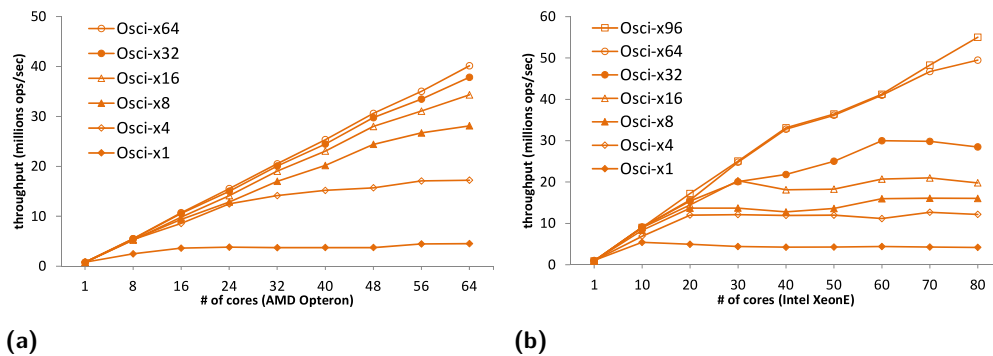 throughput (millions ops/sec)
50
40
30
20
10
0
Osci-x64
Osci-x32
Osci-x16
Osci-x8
Osci-x4
Osci-x1
1 8 16 24 32 40 48 56 64
# of cores (AMD Opteron)
(a)
throughput (millions ops/sec)
60
50
40
30
20
10
0
Osci-x96
Osci-x64
Osci-x32
Osci-x16
Osci-x8
Osci-x4
Osci-x1
1 10 20 30 40 50 60 70 80
# of cores (Intel XeonE)
(b)